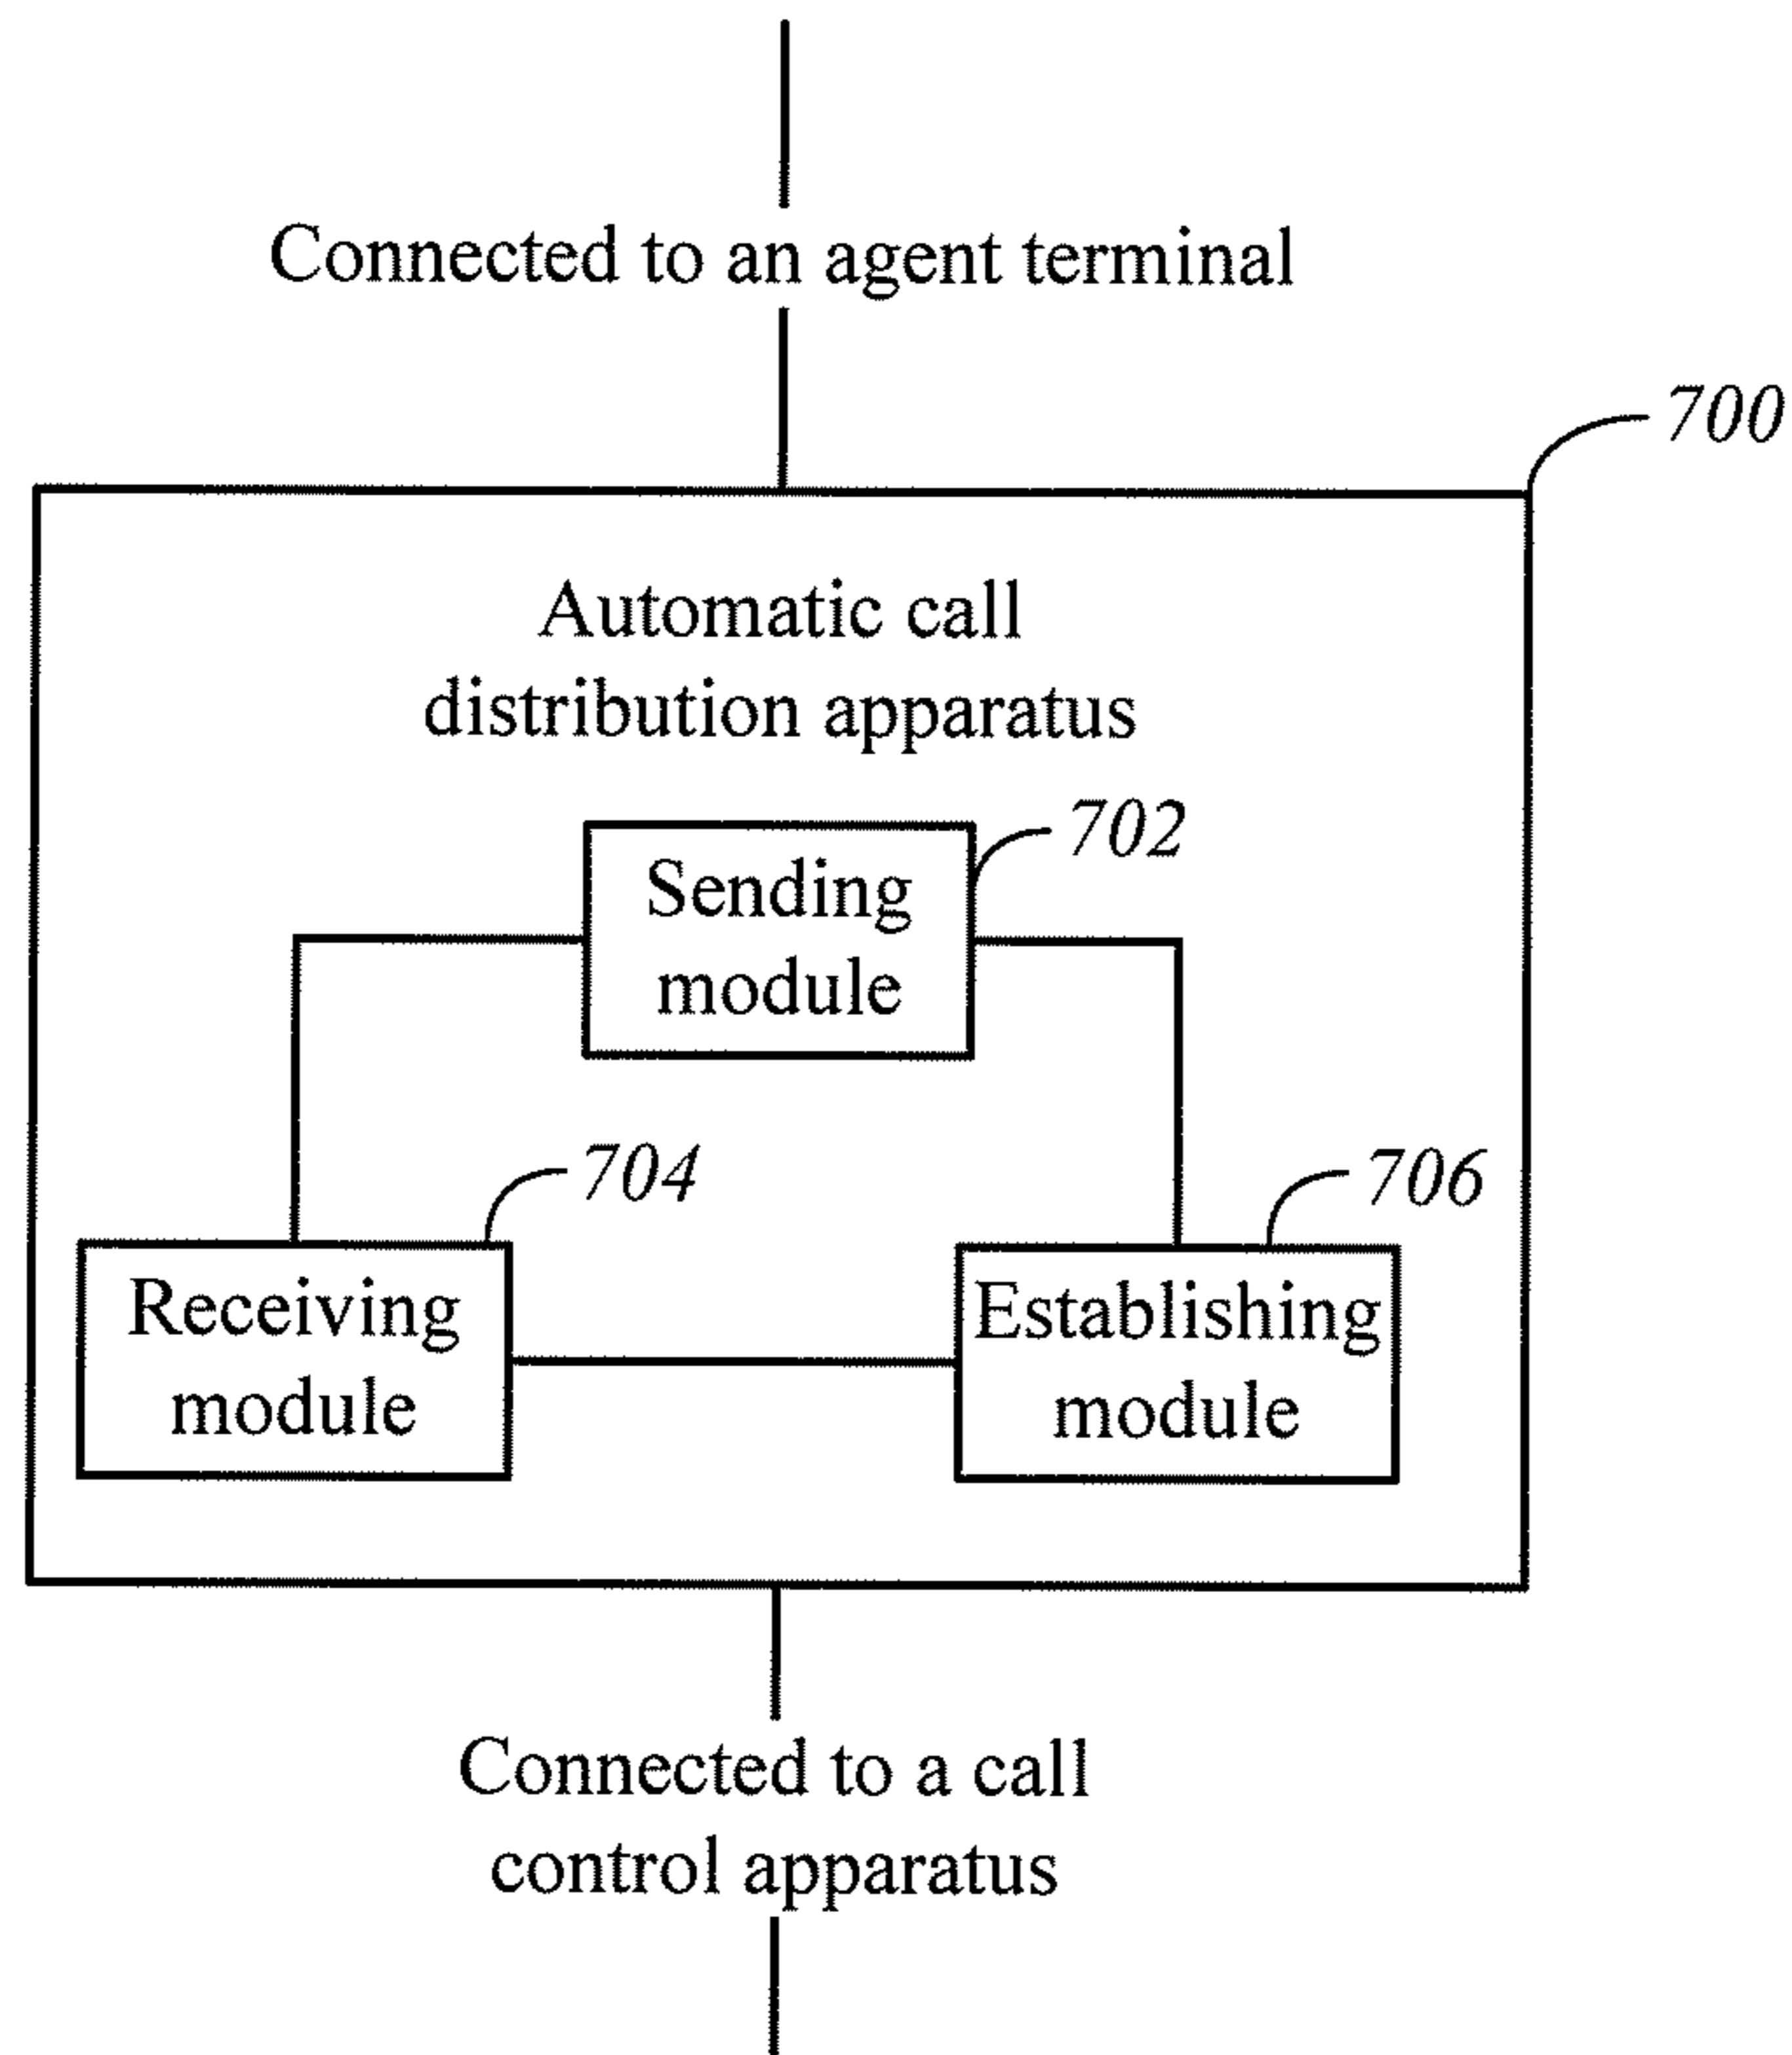 Connected to an agent terminal
700
Automatic call
distribution apparatus
702
Sending
module
704
706
Receiving
module
Establishing
module
Connected to a call
control apparatus